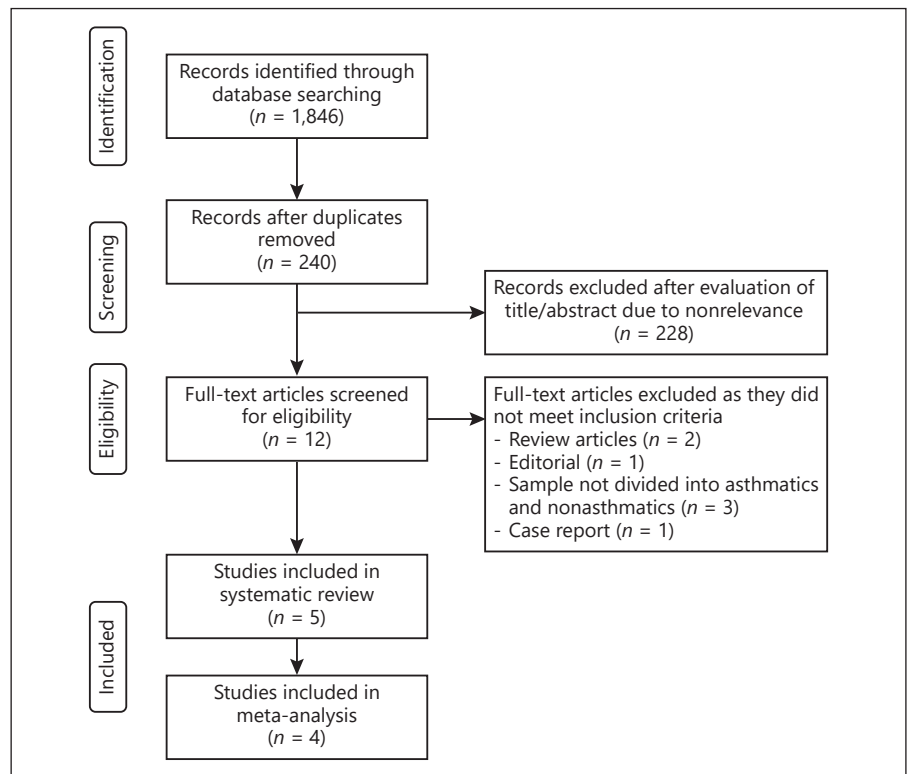 Identification
Records identified through
database searching
(n = 1,846)
Screening
Records after duplicates
removed
(n = 240)
Records excluded after evaluation of
title/abstract due to nonrelevance
(n = 228)
Eligibility
Full-text articles screened
for eligibility
(n = 12)
Full-text articles excluded as they did
not meet inclusion criteria
- Review articles (n = 2)
- Editorial (n = 1)
- Sample not divided into asthmatics
and nonasthmatics (n = 3)
- Case report (n = 1)
Included
Studies included in
systematic review
(n = 5)
Studies included in
meta-analysis
(n = 4)